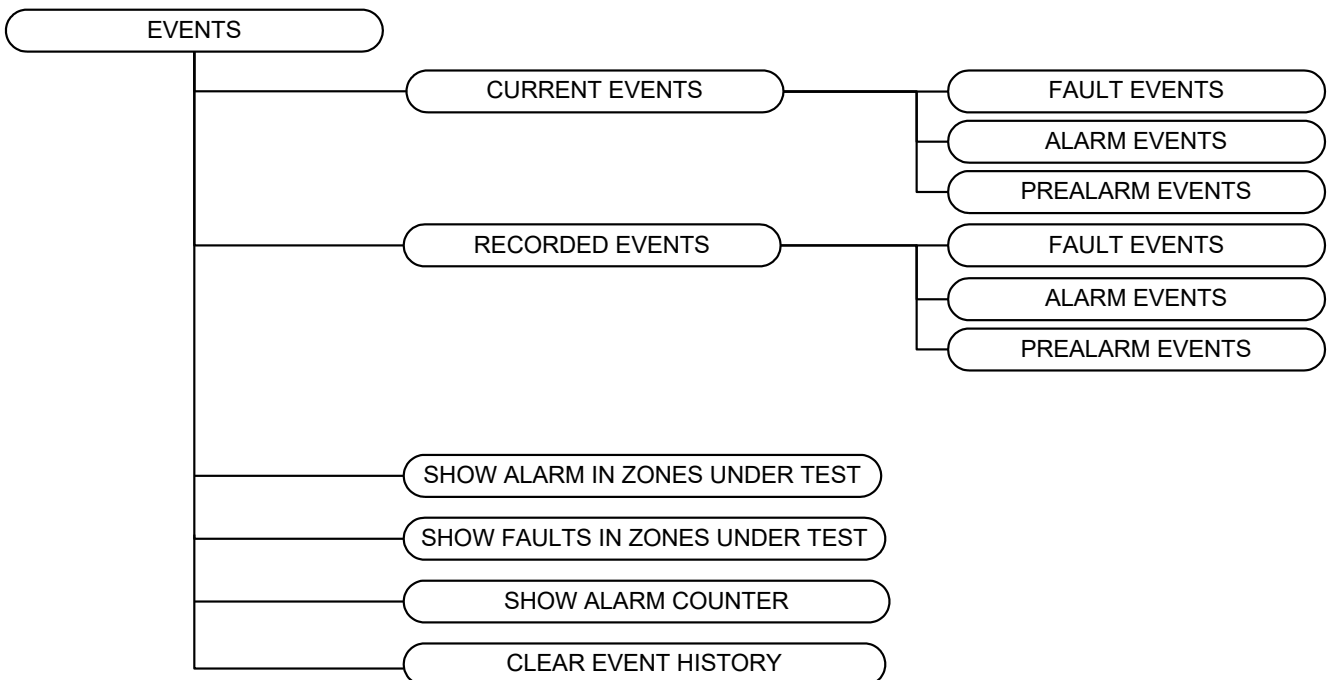 EVENTS
CURRENT EVENTS
FAULT EVENTS
ALARM EVENTS
PREALARM EVENTS
RECORDED EVENTS
FAULT EVENTS
ALARM EVENTS
PREALARM EVENTS
SHOW ALARM IN ZONES UNDER TEST
SHOW FAULTS IN ZONES UNDER TEST
SHOW ALARM COUNTER
CLEAR EVENT HISTORY